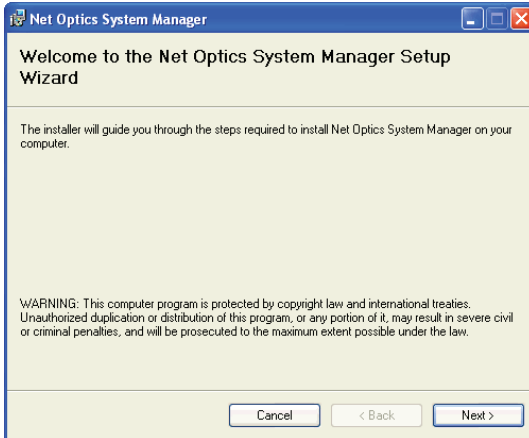 Net Optics System Manager
Welcome to the Net Optics System Manager Setup
Wizard
The installer will guide you through the steps required to install Net Optics System Manager on your
computer.
WARNING: This computer program is protected by copyright law and international treaties.
Unauthorized duplication or distribution of this program, or any portion of it, may result in severe civil
or criminal penalties, and will be prosecuted to the maximum extent possible under the law.
Cancel
< Back
Next >